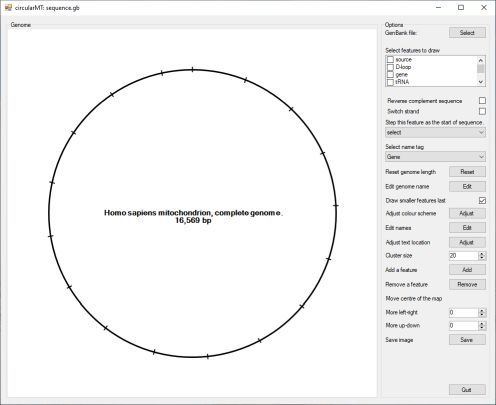 circularMT: sequence.gb
Genome
Homo sapiens mitochondrion, complete genome.
16,569 bp
Options
GenBank file: Select
Select features to draw
source
D-loop
gene
tRNA
Reverse complement sequence
Switch strand
Step this feature as the start of sequence.
select
Select name tag
Gene
Reset genome length Reset
Edit genome name Edit
Draw smaller features last
Adjust colour scheme Adjust
Edit names Edit
Adjust text location Adjust
Cluster size 20
Add a feature Add
Remove a feature Remove
Move centre of the map
More left-right 0
More up-down 0
Save image Save
Quit